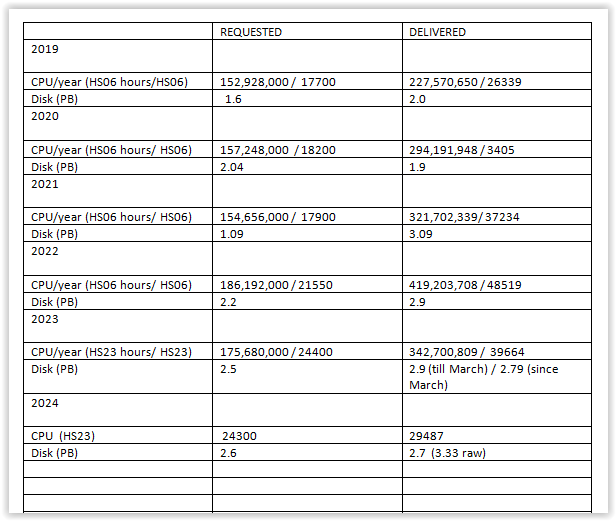 REQUESTED DELIVERED
2019
CPU/year (HS06 hours/HS06) 152,928,000 / 17700 227,570,650 / 26339
Disk (PB) 1.6 2.0
2020
CPU/year (HS06 hours/ HS06) 157,248,000 /18200 294,191,948 / 3405
Disk (PB) 2.04 1.9
2021
CPU/year (HS06 hours/ HS06) 154,656,000 / 17900 321,702,339/ 37234
Disk (PB) 1.09 3.09
2022
CPU/year (HS06 hours/ HS06) 186,192,000 / 21550 419,203,708 / 48519
Disk (PB) 2.2 2.9
2023
CPU/year (HS23 hours/ HS23) 175,680,000 / 24400 342,700,809 / 39664
Disk (PB) 2.5 2.9 (till March) / 2.79 (since
March)
2024
CPU (HS23) 24300 29487
Disk (PB) 2.6 2.7 (3.33 raw)